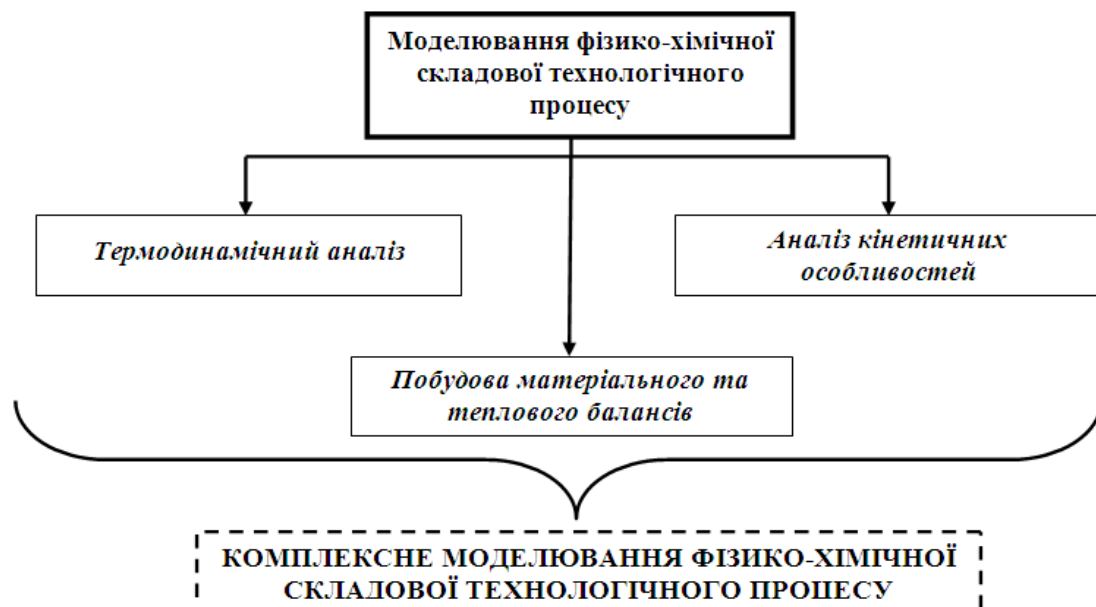 Моделювання фізико-хімічної
складової технологічного
процесу
Термодинамічний аналіз
Аналіз кінетичних
особливостей
Побудова матеріального та
теплового балансів
КОМПЛЕКСНЕ МОДЕЛЮВАННЯ ФІЗИКО-ХІМІЧНОЇ
СКЛАДОВОЇ ТЕХНОЛОГІЧНОГО ПРОЦЕСУ